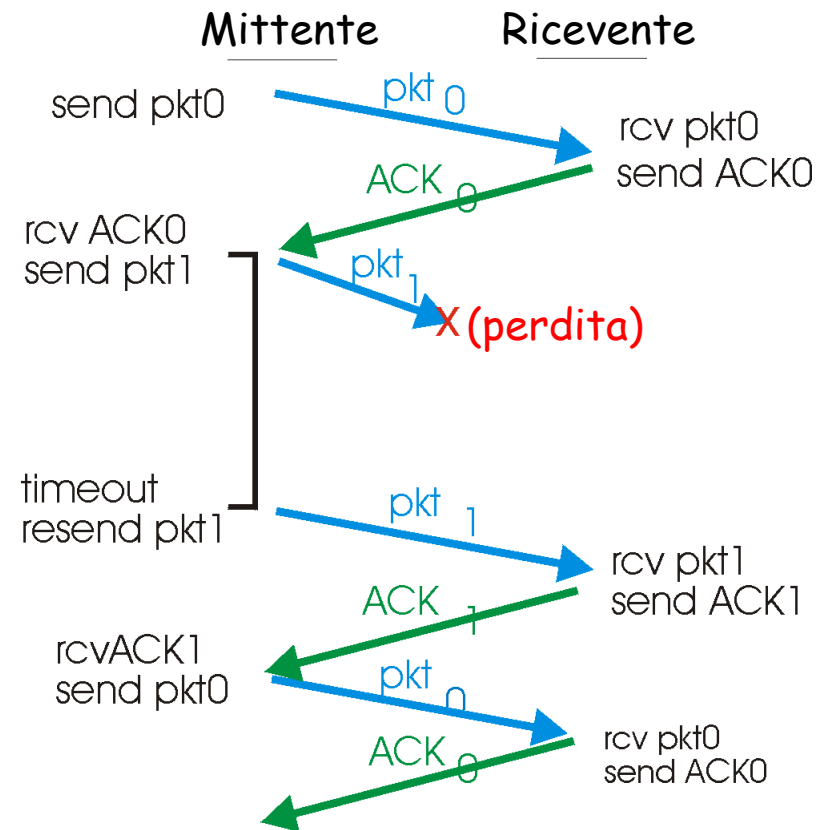 Mittente
Ricevente
send pkt0
pkt 0
rcv pkt0
send ACK0
ACK 0
rcv ACK0
send pkt1
pkt 1
X (perdita)
timeout
resend pkt1
pkt 1
rcv pkt1
send ACK1
ACK 1
rcvACK1
send pkt0
pkt 0
rcv pkt0
send ACK0
ACK 0